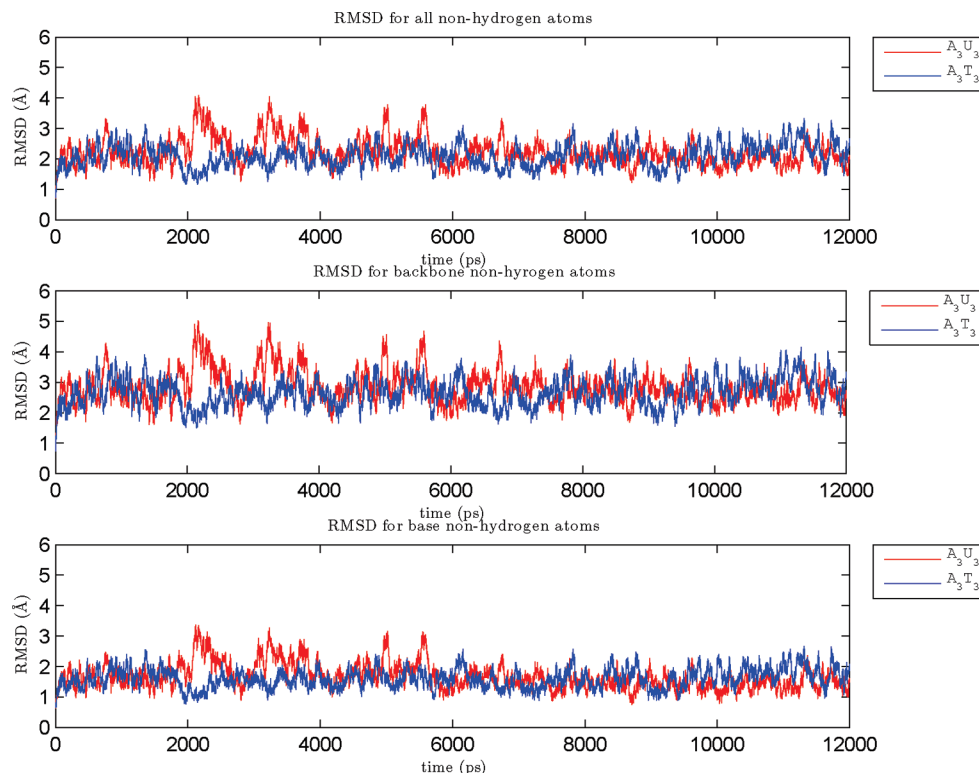 RMSD for all non-hydrogen atoms
6
5
4
3
2
1
0
RMSD (Å)
0 2000 4000 6000 8000 10000 12000
time (ps)
A₃U₃
A₃T₃
RMSD for backbone non-hyrogen atoms
6
5
4
3
2
1
0
RMSD (Å)
0 2000 4000 6000 8000 10000 12000
time (ps)
A₃U₃
A₃T₃
RMSD for base non-hydrogen atoms
6
5
4
3
2
1
0
RMSD (Å)
0 2000 4000 6000 8000 10000 12000
time (ps)
A₃U₃
A₃T₃